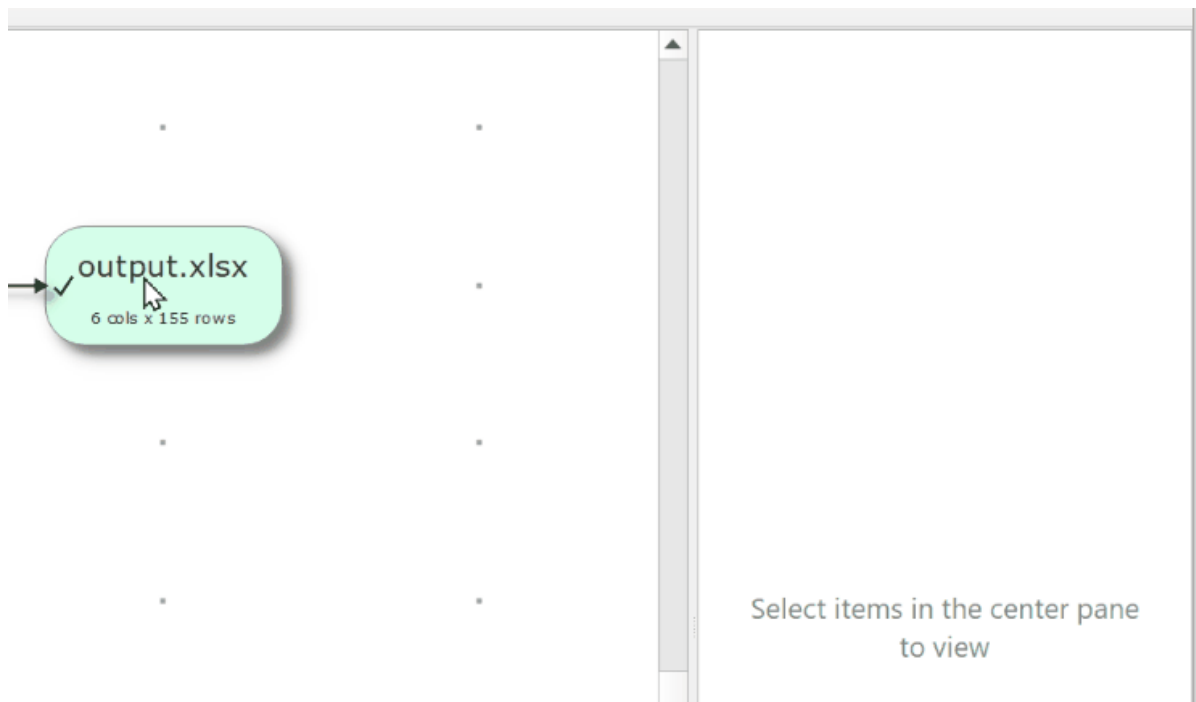 output.xlsx
6 cols x 155 rows
Select items in the center pane
to view